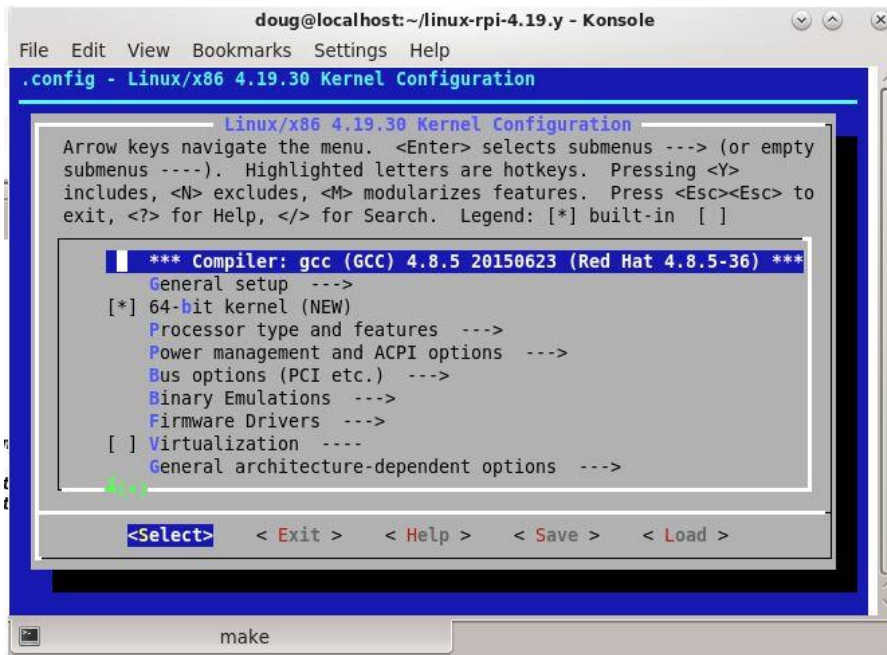 doug@localhost:~/linux-rpi-4.19.y – Konsole
File Edit View Bookmarks Settings Help
.config - Linux/x86 4.19.30 Kernel Configuration
Linux/x86 4.19.30 Kernel Configuration
Arrow keys navigate the menu. <Enter> selects submenus ---> (or empty
submenus ----). Highlighted letters are hotkeys. Pressing <Y>
includes, <N> excludes, <M> modularizes features. Press <Esc><Esc> to
exit, <?> for Help, </> for Search. Legend: [*] built-in [ ]
*** Compiler: gcc (GCC) 4.8.5 20150623 (Red Hat 4.8.5-36) ***
General setup --->
[*] 64-bit kernel (NEW)
Processor type and features --->
Power management and ACPI options --->
Bus options (PCI etc.) --->
Binary Emulations --->
Firmware Drivers --->
[ ] Virtualization ----
General architecture-dependent options --->
<Select> < Exit > < Help > < Save > < Load >
make